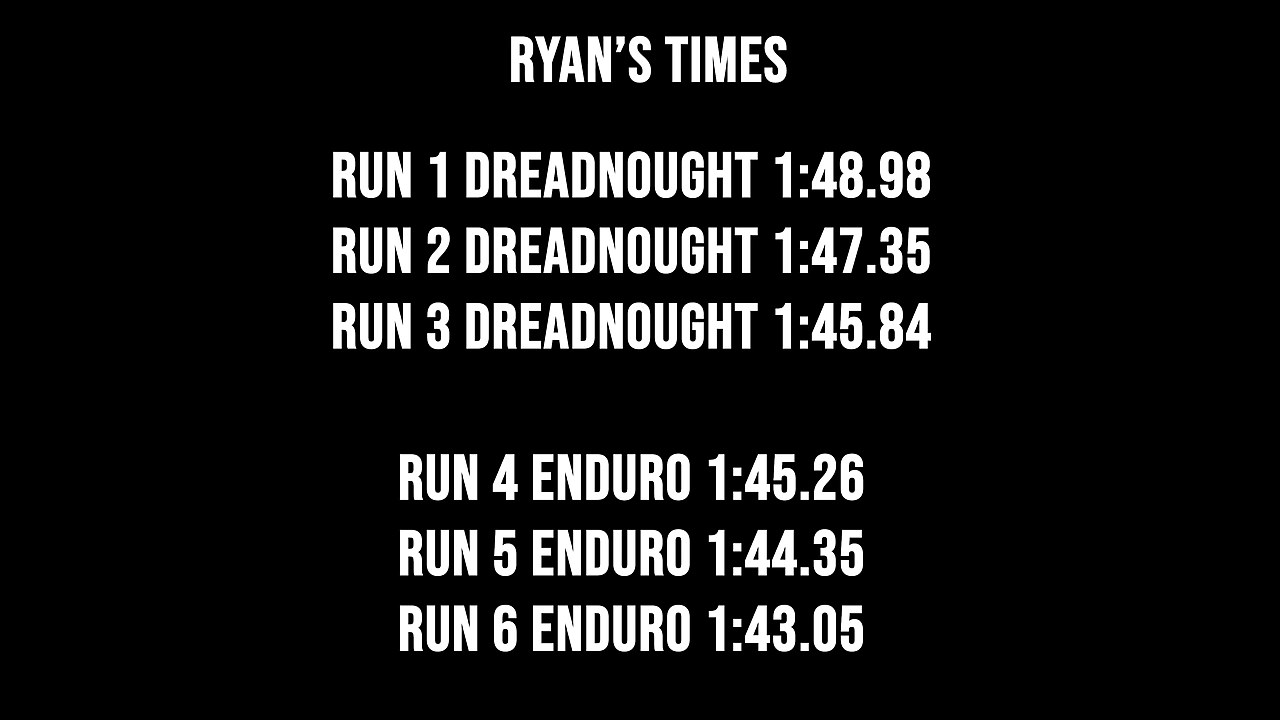 RYAN’S TIMES
RUN 1 DREADNOUGHT 1:48.98
RUN 2 DREADNOUGHT 1:47.35
RUN 3 DREADNOUGHT 1:45.84
RUN 4 ENDURO 1:45.26
RUN 5 ENDURO 1:44.35
RUN 6 ENDURO 1:43.05